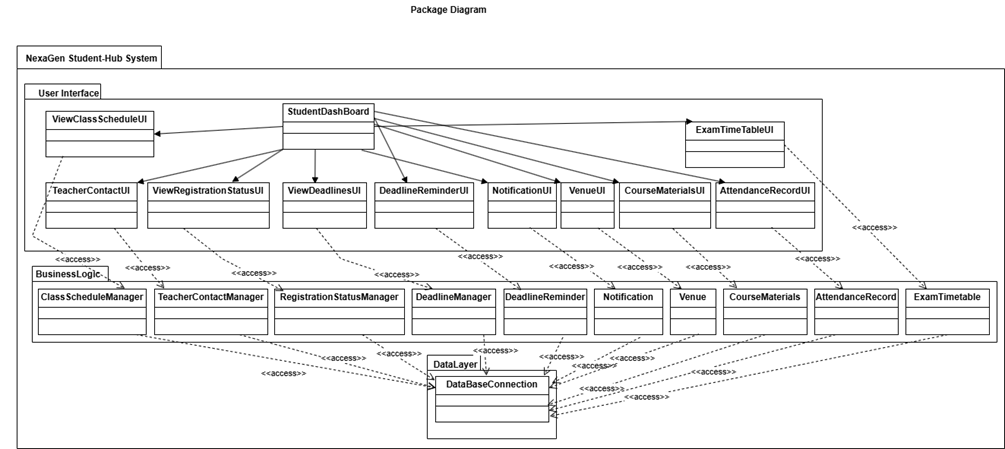 Package Diagram
NexaGen Student-Hub System
User Interface
ViewClassScheduleUI
StudentDashBoard
ExamTimeTableUI
TeacherContactUI
ViewRegistrationStatusUI
ViewDeadlinesUI
DeadlineReminderUI
NotificationUI
VenueUI
CourseMaterialsUI
AttendanceRecordUI
<<access>>
<<access>>
<<access>>
<<access>>
<<access>>
<<access>>
<<access>>
<<access>>
<<access>>
<<access>>
BusinessLogic
ClassScheduleManager
TeacherContactManager
RegistrationStatusManager
DeadlineManager
DeadlineReminder
Notification
Venue
CourseMaterials
AttendanceRecord
ExamTimetable
<<access>>
<<access>>
<<access>>
<<access>>
<<access>>
<<access>>
<<access>>
<<access>>
<<access>>
<<access>>
DataLayer
DataBaseConnection